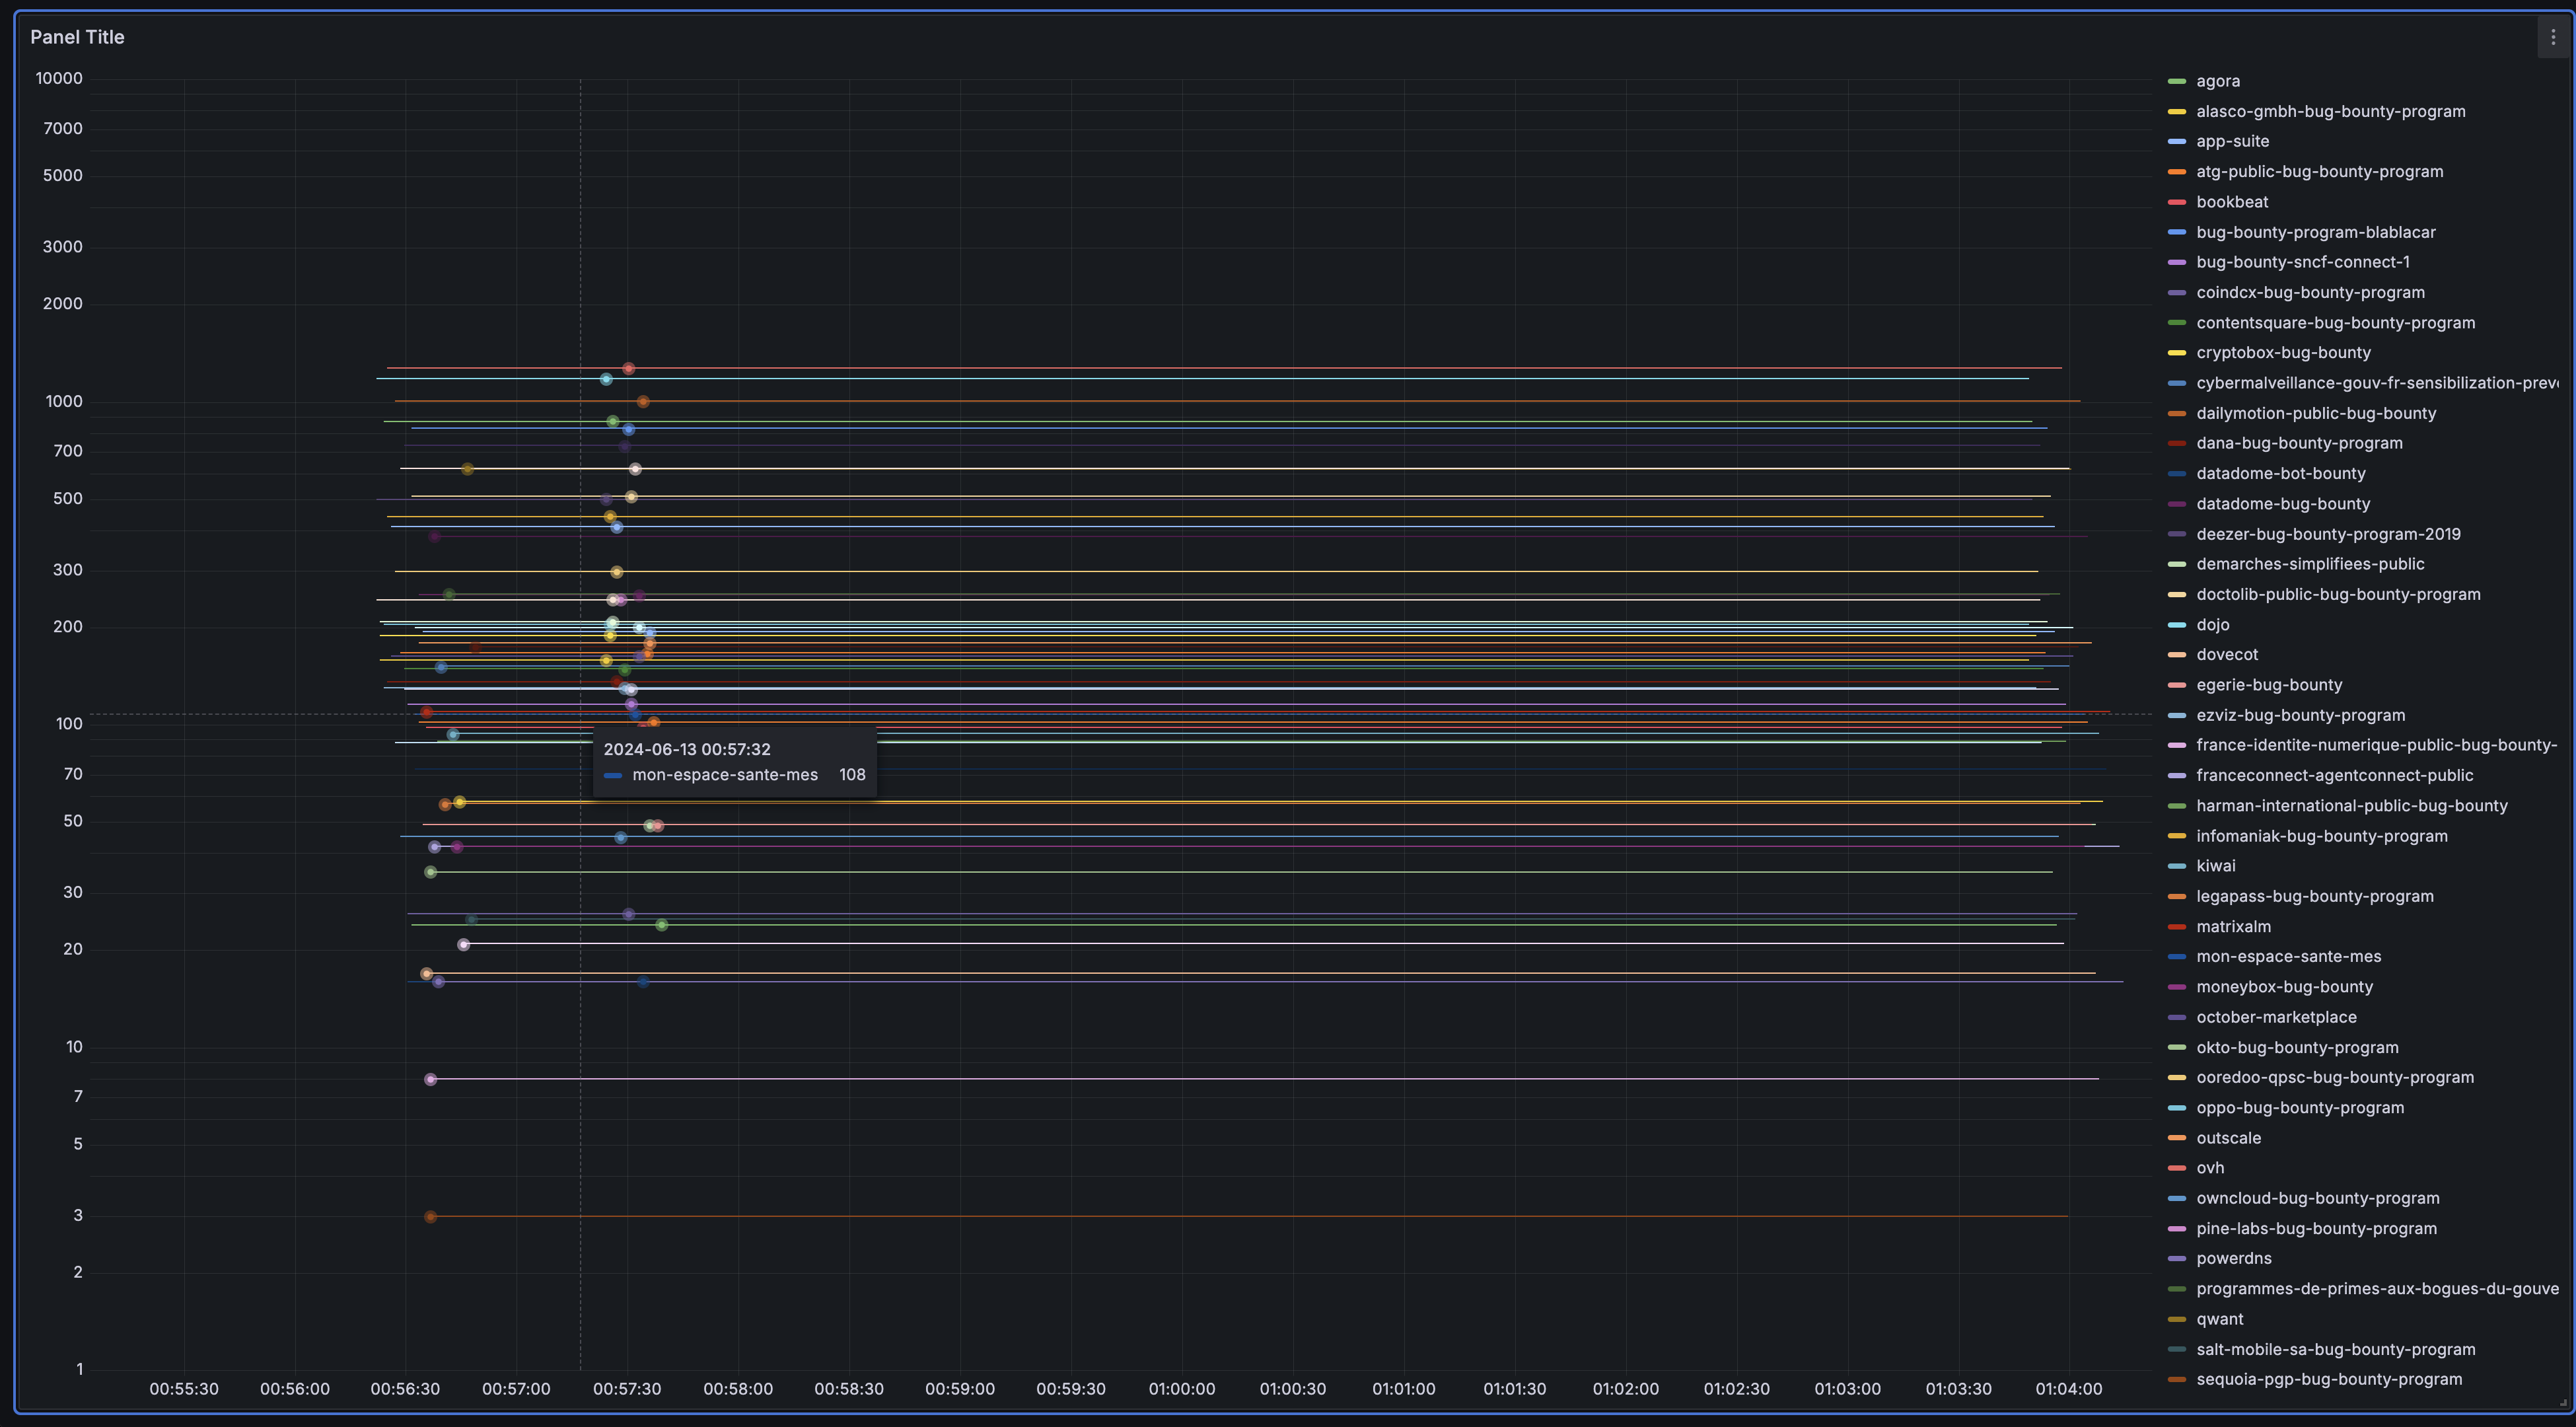 Panel Title
10000
7000
5000
3000
2000
1000
700
500
300
200
100
70
50
30
20
10
7
5
3
2
1
2024-06-13 00:57:32
mon-espace-sante-mes 108
00:55:30 00:56:00 00:56:30 00:57:00 00:57:30 00:58:00 00:58:30 00:59:00 00:59:30 01:00:00 01:00:30 01:01:00 01:01:30 01:02:00 01:02:30 01:03:00 01:03:30 01:04:00
agora
alasco-gmbh-bug-bounty-program
app-suite
atg-public-bug-bounty-program
bookbeat
bug-bounty-program-blablacar
bug-bounty-sncf-connect-1
coindcx-bug-bounty-program
contentsquare-bug-bounty-program
cryptobox-bug-bounty
cybermalveillance-gouv-fr-sensibilization-prev
dailymotion-public-bug-bounty
dana-bug-bounty-program
datadome-bot-bounty
datadome-bug-bounty
deezer-bug-bounty-program-2019
demarches-simplifiees-public
doctolib-public-bug-bounty-program
dojo
dovecot
egerie-bug-bounty
ezviz-bug-bounty-program
france-identite-numerique-public-bug-bounty-
franceconnect-agentconnect-public
harman-international-public-bug-bounty
infomaniak-bug-bounty-program
kiwai
legapass-bug-bounty-program
matrixalm
mon-espace-sante-mes
moneybox-bug-bounty
october-marketplace
okto-bug-bounty-program
ooredoo-qpsc-bug-bounty-program
oppo-bug-bounty-program
outscale
ovh
owncloud-bug-bounty-program
pine-labs-bug-bounty-program
powerdns
programmes-de-primes-aux-bogues-du-gouve
qwant
salt-mobile-sa-bug-bounty-program
sequoia-pgp-bug-bounty-program